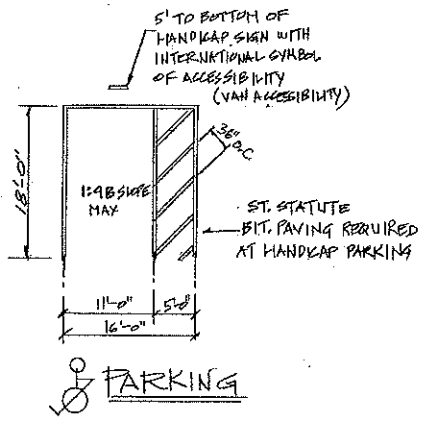 5' TO BOTTOM OF
HANDICAP SIGN WITH
INTERNATIONAL SYMBOL
OF ACCESSIBILITY
(VAN ACCESIBILITY)
36"
O.C.
18'-0"
1:48 SLOPE
MAX
ST. STATUTE
BIT. PAVING REQUIRED
AT HANDICAP PARKING
11'-0"
5'-0"
16'-0"
PARKING